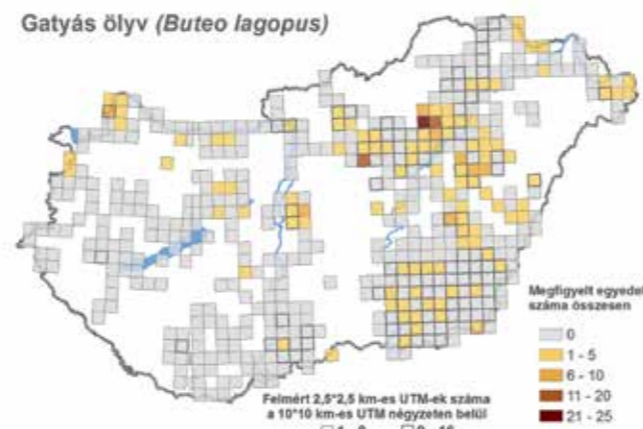 Gatyás ölyv (Buteo lagopus)
Megfigyelt egyedek
száma összesen
0
1 - 5
6 - 10
11 - 20
21 - 25
Felmért 2,5*2,5 km-es UTM-ek száma
a 10*10 km-es UTM négyzeten belül